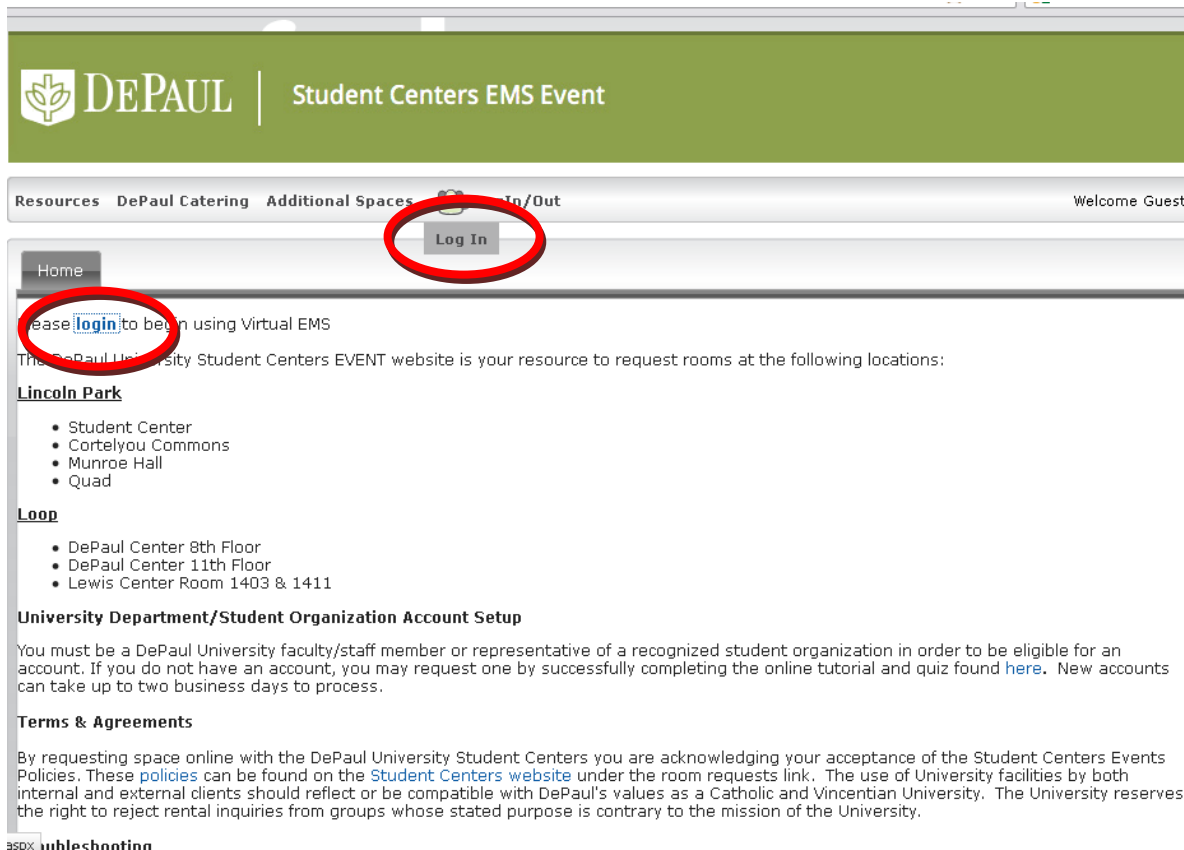 DEPAUL | Student Centers EMS Event
Resources DePaul Catering Additional Spaces In/Out Welcome Guest
Log In
Home
login to begin using Virtual EMS
The DePaul University Student Centers EVENT website is your resource to request rooms at the following locations:
Lincoln Park
• Student Center
• Cortelyou Commons
• Munroe Hall
• Quad
Loop
• DePaul Center 8th Floor
• DePaul Center 11th Floor
• Lewis Center Room 1403 & 1411
University Department/Student Organization Account Setup
You must be a DePaul University faculty/staff member or representative of a recognized student organization in order to be eligible for an
account. If you do not have an account, you may request one by successfully completing the online tutorial and quiz found here. New accounts
can take up to two business days to process.
Terms & Agreements
By requesting space online with the DePaul University Student Centers you are acknowledging your acceptance of the Student Centers Events
Policies. These policies can be found on the Student Centers website under the room requests link. The use of University facilities by both
internal and external clients should reflect or be compatible with DePaul's values as a Catholic and Vincentian University. The University reserves
the right to reject rental inquiries from groups whose stated purpose is contrary to the mission of the University.
aspx